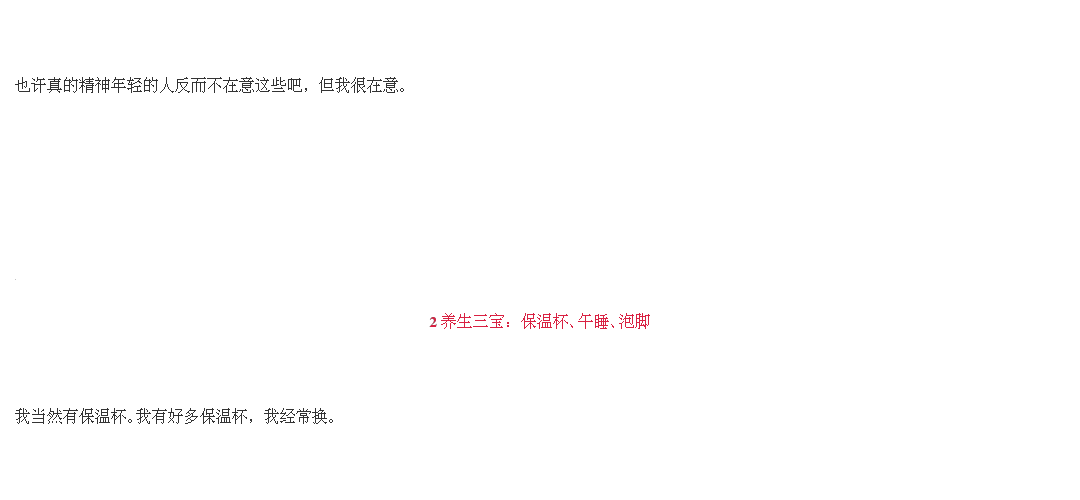 也许真的精神年轻的人反而不在意这些吧，但我很在意。
2 养生三宝：保温杯、午睡、泡脚
我当然有保温杯。我有好多保温杯，我经常换。